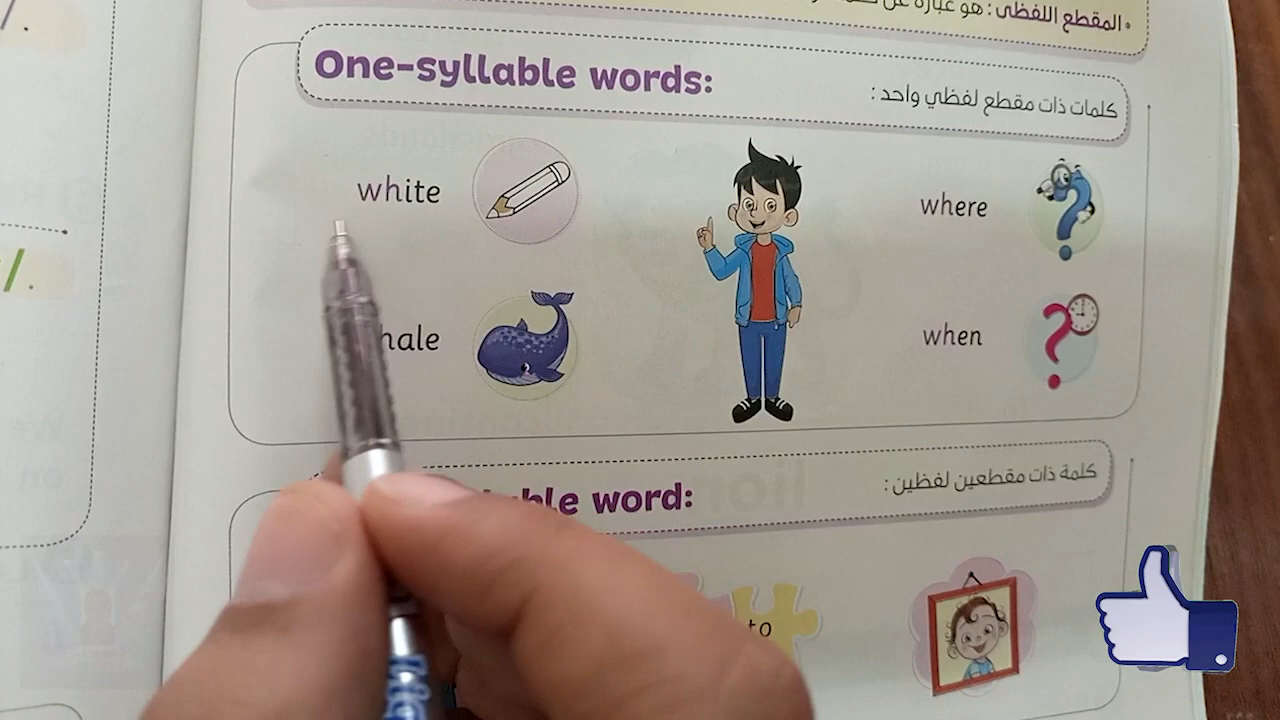 • المقطع اللفظي : هو عبارة عن
One-syllable words:
كلمات ذات مقطع لفظي واحد :
white
where
hale
when
word:
كلمة ذات مقطعين لفظين :
to